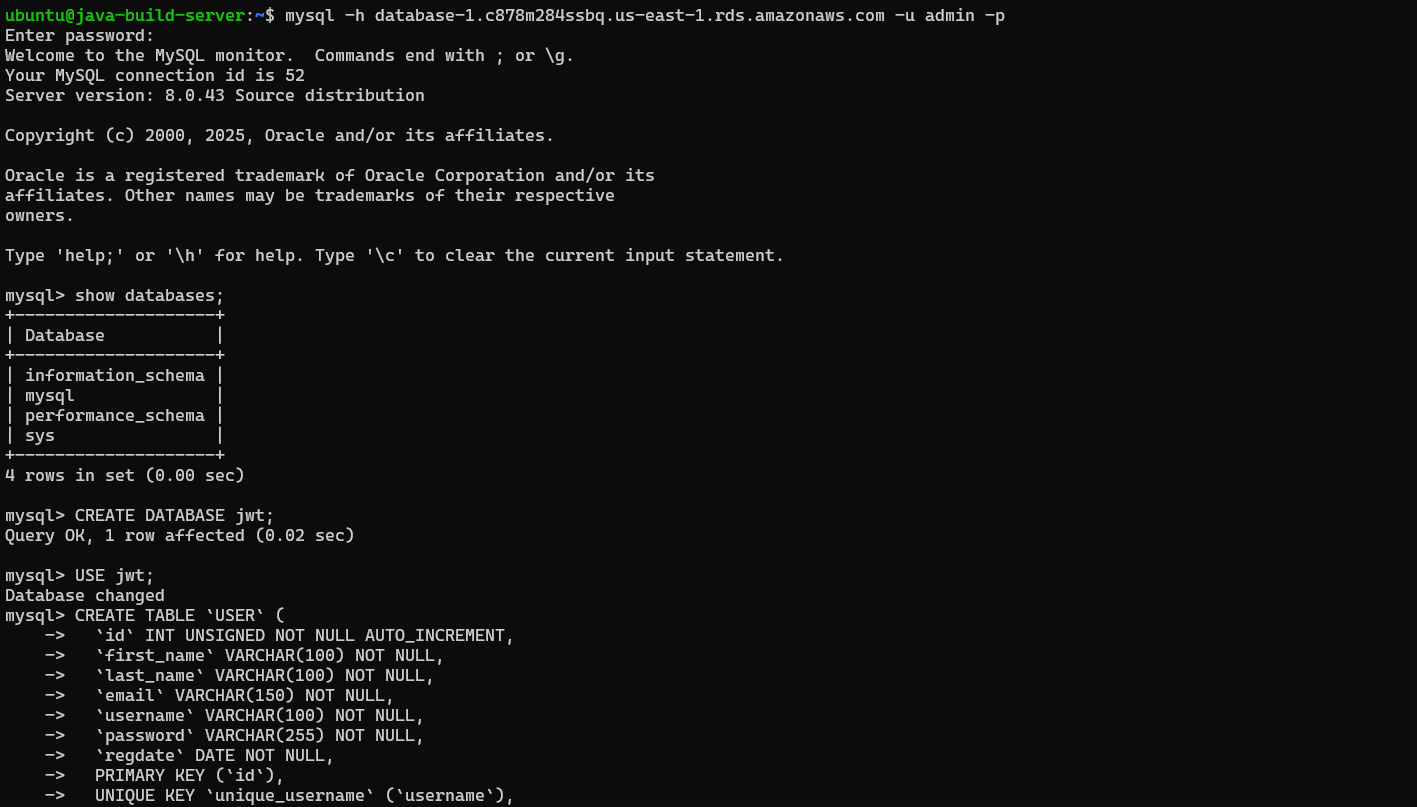 ubuntu@java-build-server:~$ mysql -h database-1.c878m284ssbq.us-east-1.rds.amazonaws.com -u admin -p
Enter password:
Welcome to the MySQL monitor.  Commands end with ; or \g.
Your MySQL connection id is 52
Server version: 8.0.43 Source distribution

Copyright (c) 2000, 2025, Oracle and/or its affiliates.

Oracle is a registered trademark of Oracle Corporation and/or its
affiliates. Other names may be trademarks of their respective
owners.

Type 'help;' or '\h' for help. Type '\c' to clear the current input statement.

mysql> show databases;
+--------------------+
| Database           |
+--------------------+
| information_schema |
| mysql              |
| performance_schema |
| sys                |
+--------------------+
4 rows in set (0.00 sec)

mysql> CREATE DATABASE jwt;
Query OK, 1 row affected (0.02 sec)

mysql> USE jwt;
Database changed
mysql> CREATE TABLE `USER` (
    ->   `id` INT UNSIGNED NOT NULL AUTO_INCREMENT,
    ->   `first_name` VARCHAR(100) NOT NULL,
    ->   `last_name` VARCHAR(100) NOT NULL,
    ->   `email` VARCHAR(150) NOT NULL,
    ->   `username` VARCHAR(100) NOT NULL,
    ->   `password` VARCHAR(255) NOT NULL,
    ->   `regdate` DATE NOT NULL,
    ->   PRIMARY KEY (`id`),
    ->   UNIQUE KEY `unique_username` (`username`),